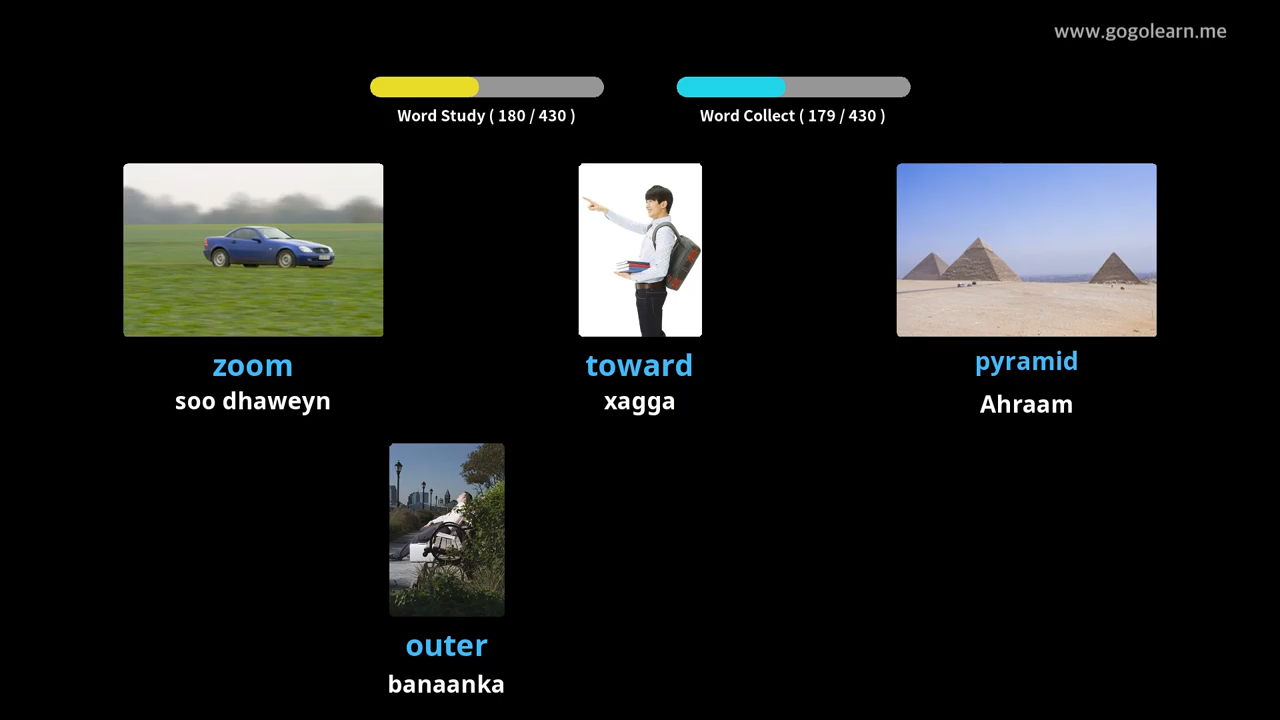 www.gogolearn.me
Word Study ( 180 / 430 )
Word Collect ( 179 / 430 )
zoom
soo dhaweyn
toward
xagga
pyramid
Ahraam
outer
banaanka